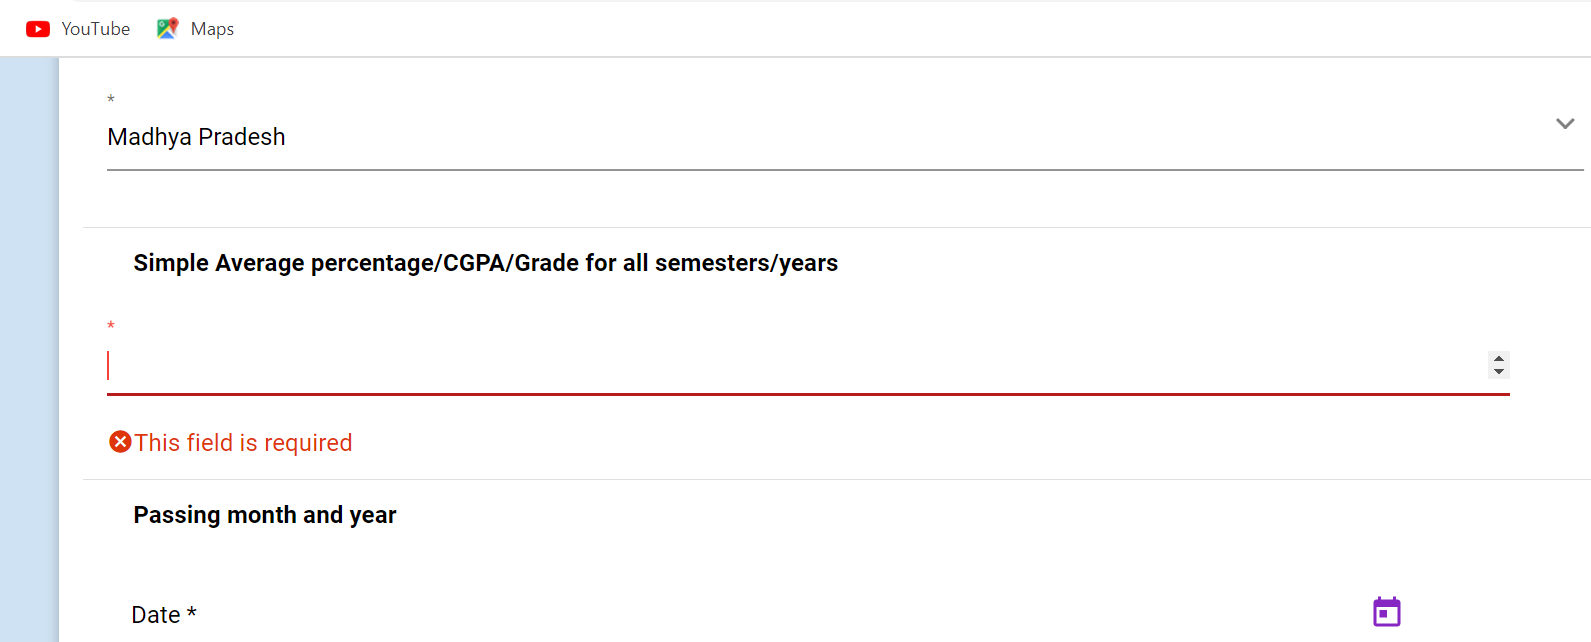 YouTube Maps
*
Madhya Pradesh
Simple Average percentage/CGPA/Grade for all semesters/years
*
This field is required
Passing month and year
Date *